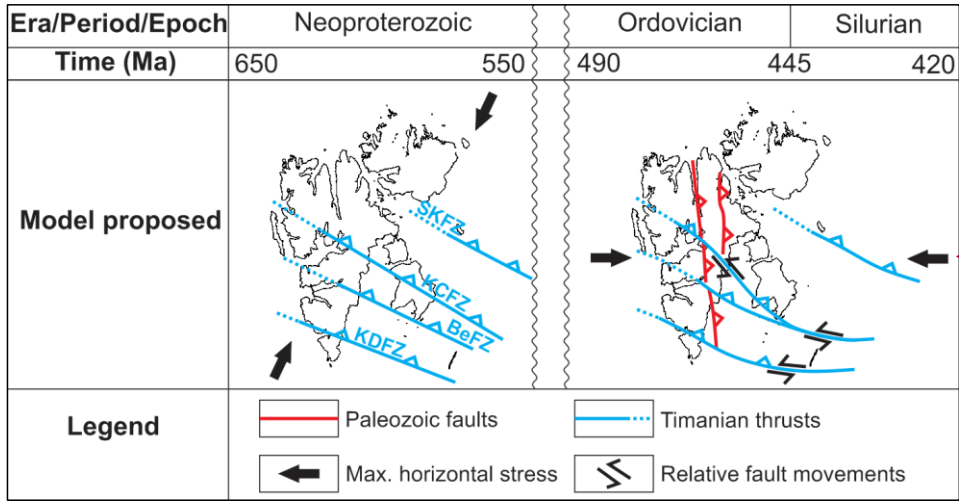 Era/Period/Epoch Neoproterozoic Ordovician Silurian
Time (Ma) 650 550 490 445 420
Model proposed
SKFZ
KCFZ
BeFZ
KDFZ
Legend
Paleozoic faults Timanian thrusts
Max. horizontal stress Relative fault movements